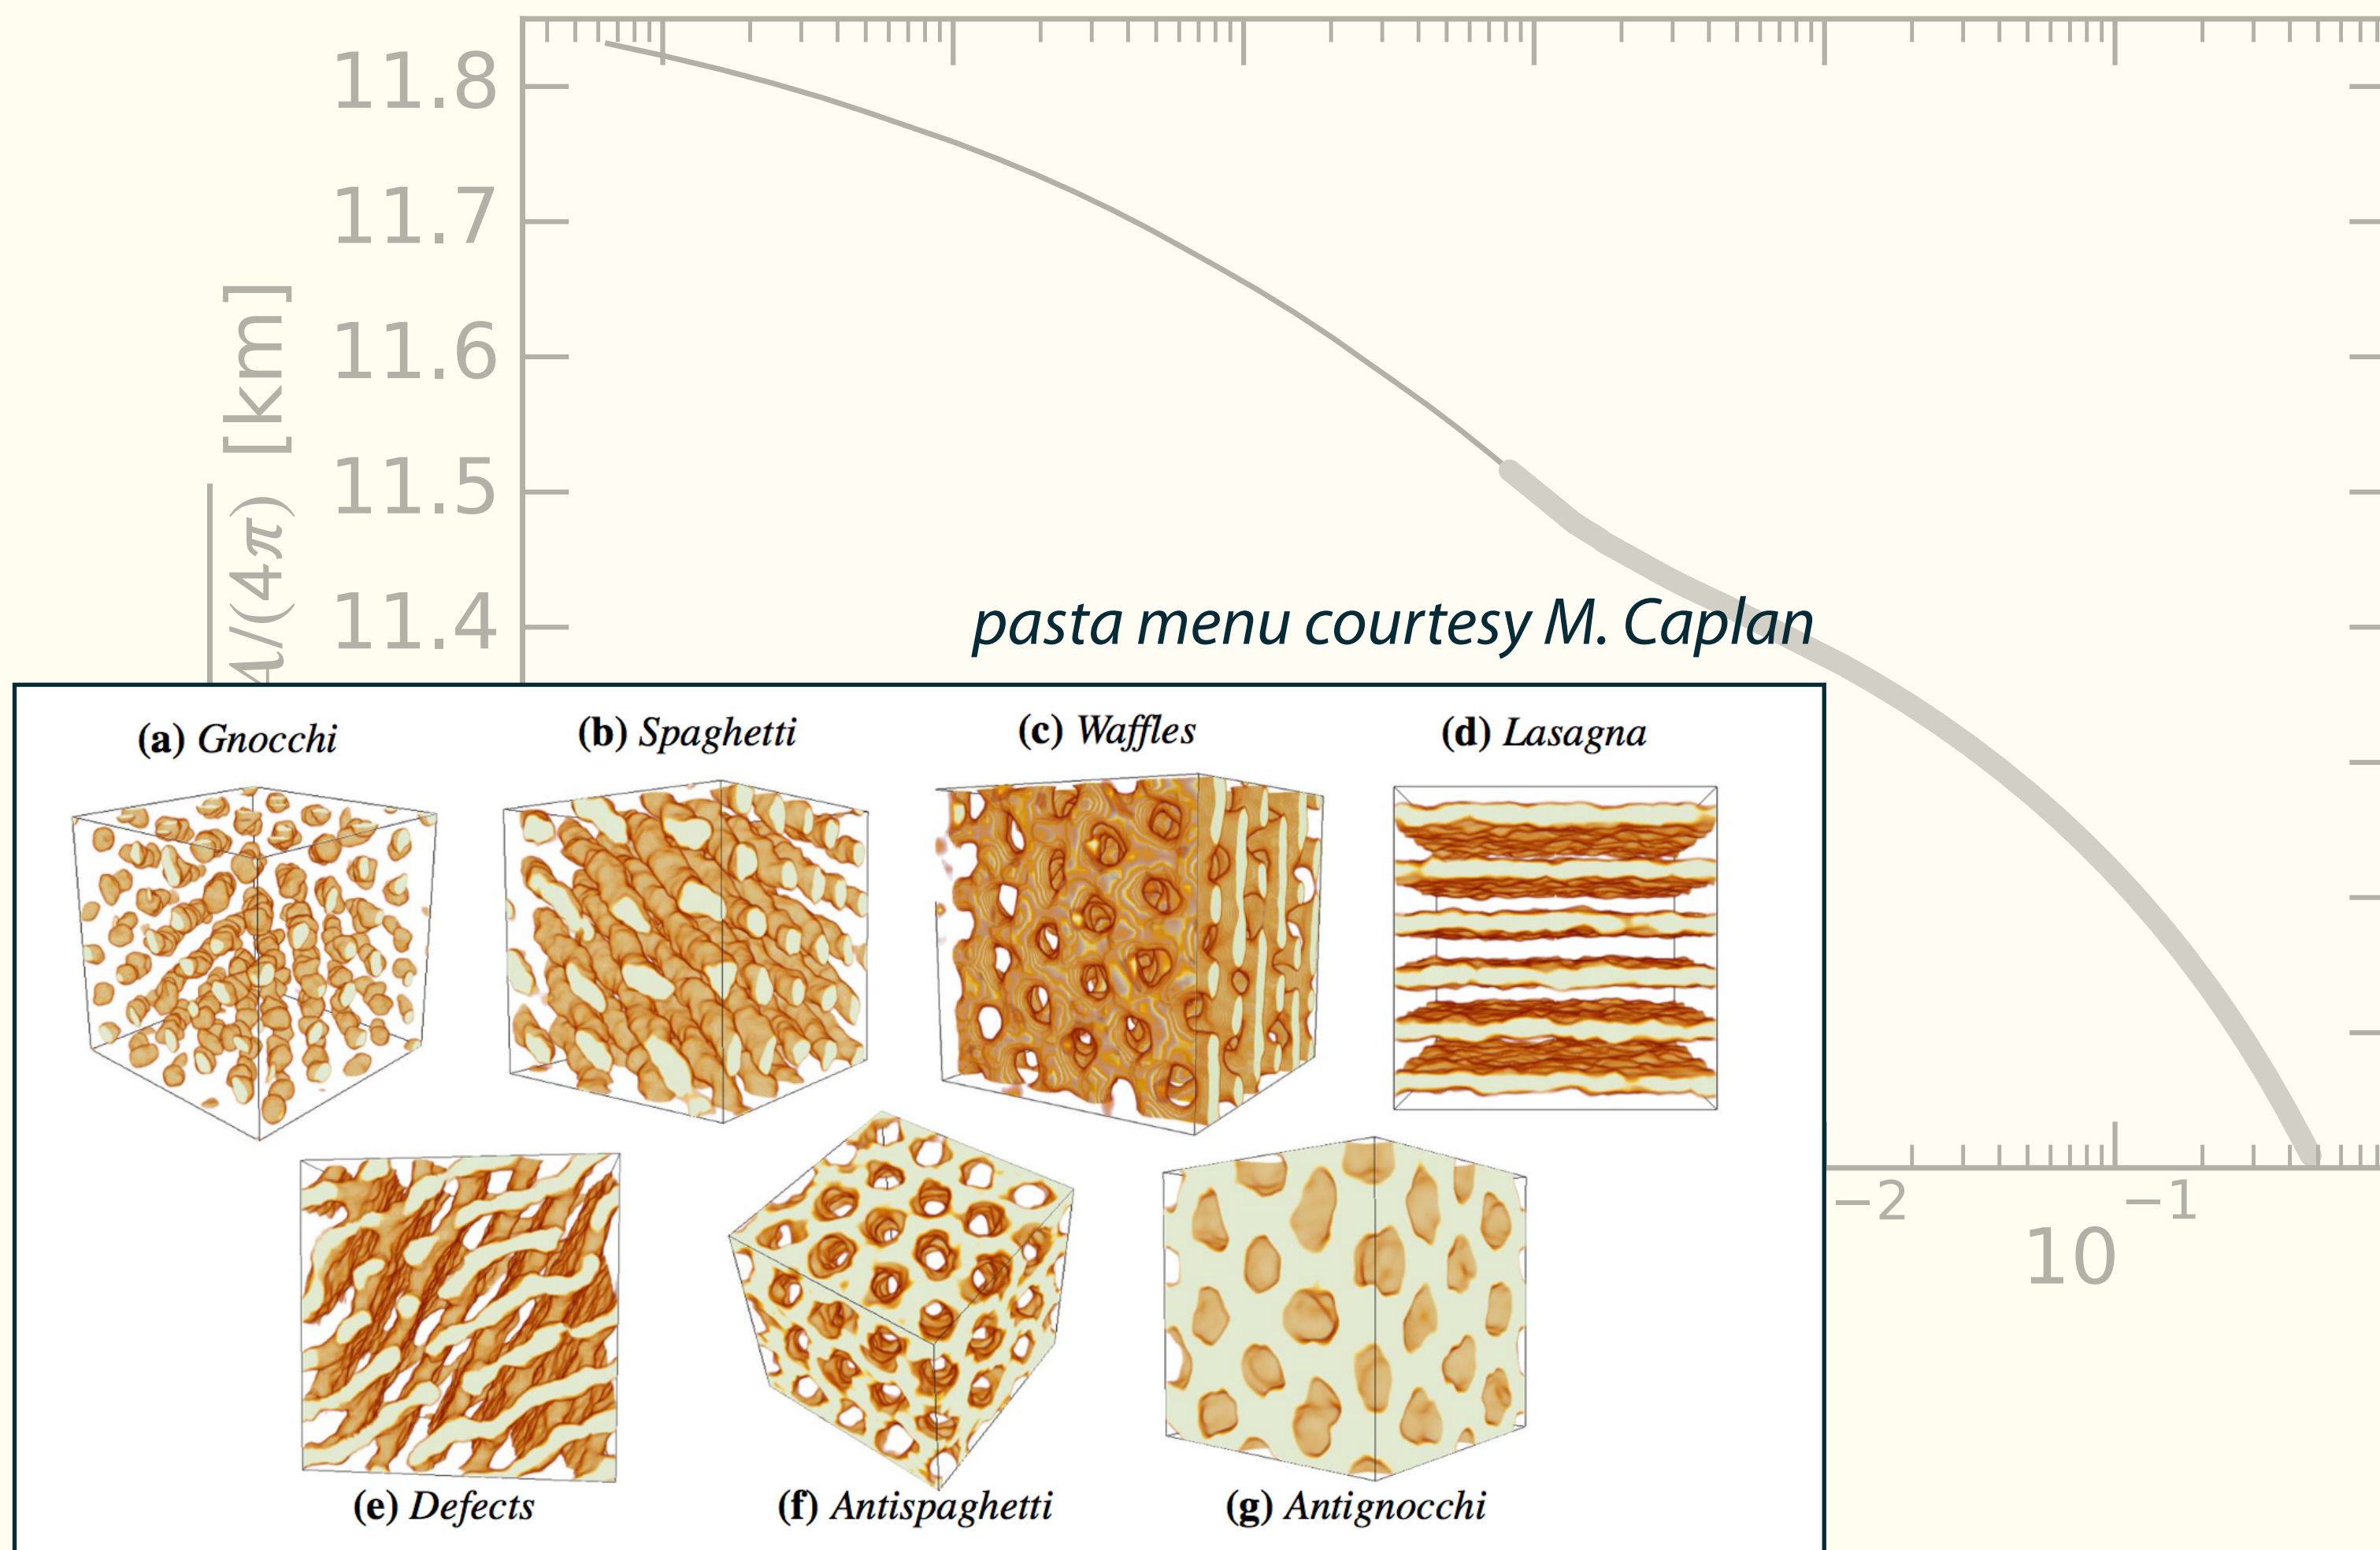 11.8
11.7
11.6
11.5
11.4
/(4π) [km]
pasta menu courtesy M. Caplan
(a) Gnocchi
(b) Spaghetti
(c) Waffles
(d) Lasagna
(e) Defects
(f) Antispaghetti
(g) Antignocchi
−2
10−1